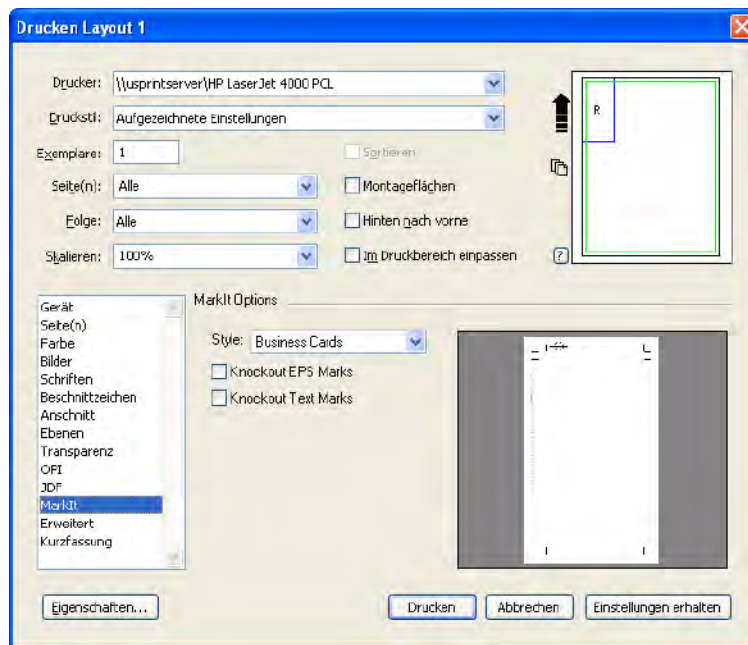 Drucken Layout 1
Drucker: \\usprintserver\HP LaserJet 4000 PCL
Druckstil: Aufgezeichnete Einstellungen
Exemplare: 1
Sortieren
Seite(n): Alle
Montageflächen
Folge: Alle
Hinten nach vorne
Skalieren: 100%
Im Druckbereich einpassen
?
R
Gerät
Seite(n)
Farbe
Bilder
Schriften
Beschnittzeichen
Anschnitt
Ebenen
Transparenz
OPI
JDF
MarkIt
Erweitert
Kurzfassung
MarkIt Options
Style: Business Cards
Knockout EPS Marks
Knockout Text Marks
Eigenschaften...
Drucken
Abbrechen
Einstellungen erhalten